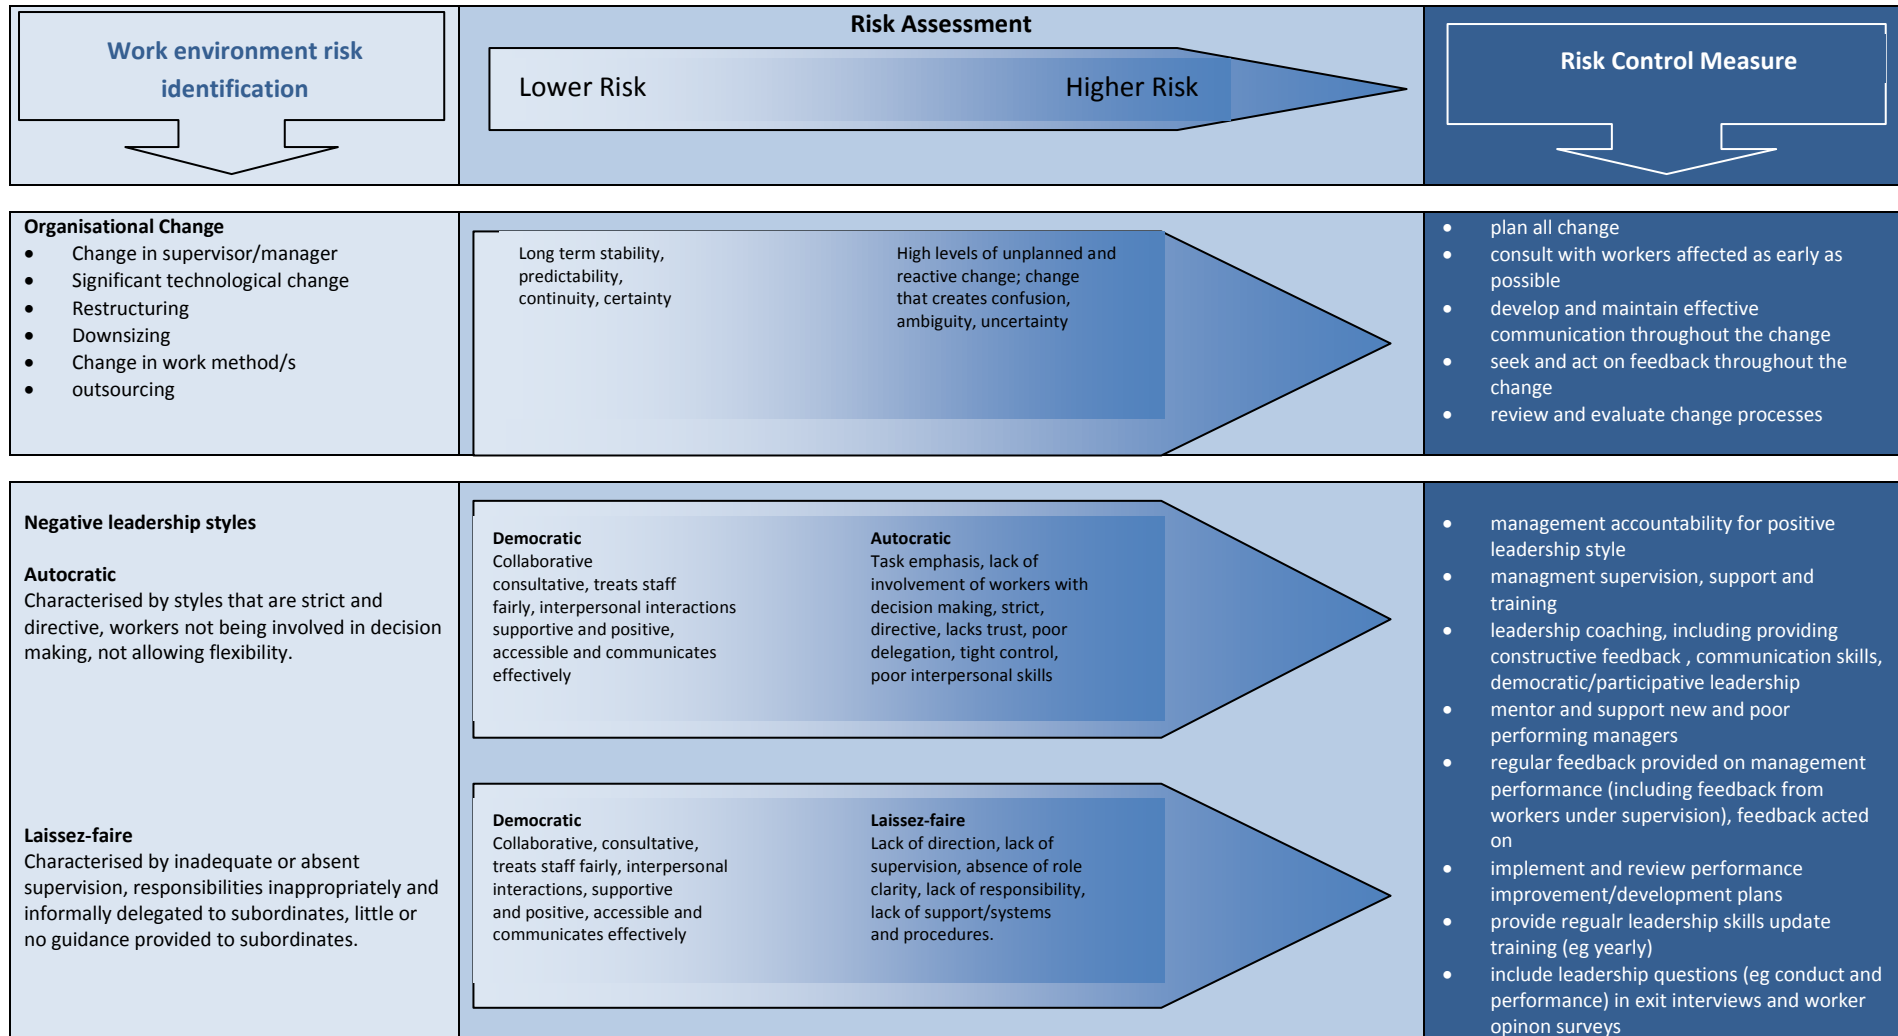 Work environment risk
identification
Risk Assessment
Lower Risk
Higher Risk
Risk Control Measure
Organisational Change
• Change in supervisor/manager
• Significant technological change
• Restructuring
• Downsizing
• Change in work method/s
• outsourcing
Long term stability,
predictability,
continuity, certainty
High levels of unplanned and
reactive change; change
that creates confusion,
ambiguity, uncertainty
• plan all change
• consult with workers affected as early as
possible
• develop and maintain effective
communication throughout the change
• seek and act on feedback throughout the
change
• review and evaluate change processes
Negative leadership styles
Autocratic
Characterised by styles that are strict and
directive, workers not being involved in decision
making, not allowing flexibility.
Democratic
Collaborative
consultative, treats staff
fairly, interpersonal interactions
supportive and positive,
accessible and communicates
effectively
Autocratic
Task emphasis, lack of
involvement of workers with
decision making, strict,
directive, lacks trust, poor
delegation, tight control,
poor interpersonal skills
Laissez-faire
Characterised by inadequate or absent
supervision, responsibilities inappropriately and
informally delegated to subordinates, little or
no guidance provided to subordinates.
Democratic
Collaborative, consultative,
treats staff fairly, interpersonal
interactions, supportive
and positive, accessible and
communicates effectively
Laissez-faire
Lack of direction, lack of
supervision, absence of role
clarity, lack of responsibility,
lack of support/systems
and procedures.
• management accountability for positive
leadership style
• managment supervision, support and
training
• leadership coaching, including providing
constructive feedback , communication skills,
democratic/participative leadership
• mentor and support new and poor
performing managers
• regular feedback provided on management
performance (including feedback from
workers under supervision), feedback acted
on
• implement and review performance
improvement/development plans
• provide regualr leadership skills update
training (eg yearly)
• include leadership questions (eg conduct and
performance) in exit interviews and worker
opinon surveys